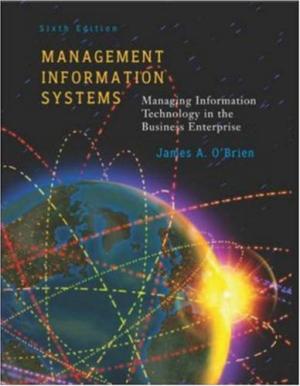 Sixth Edition
MANAGEMENT
INFORMATION
SYSTEMS
Managing Information
Technology in the
Business Enterprise
James A. O'Brien